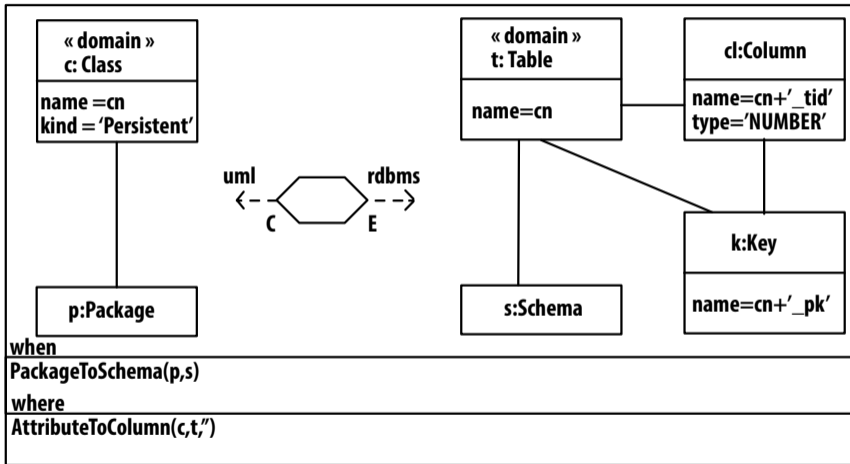 « domain »
c: Class
name =cn
kind = 'Persistent'
p:Package
uml
rdbms
C
E
« domain »
t: Table
name=cn
s:Schema
cl:Column
name=cn+'_tid'
type='NUMBER'
k:Key
name=cn+'_pk'
when
PackageToSchema(p,s)
where
AttributeToColumn(c,t,'')